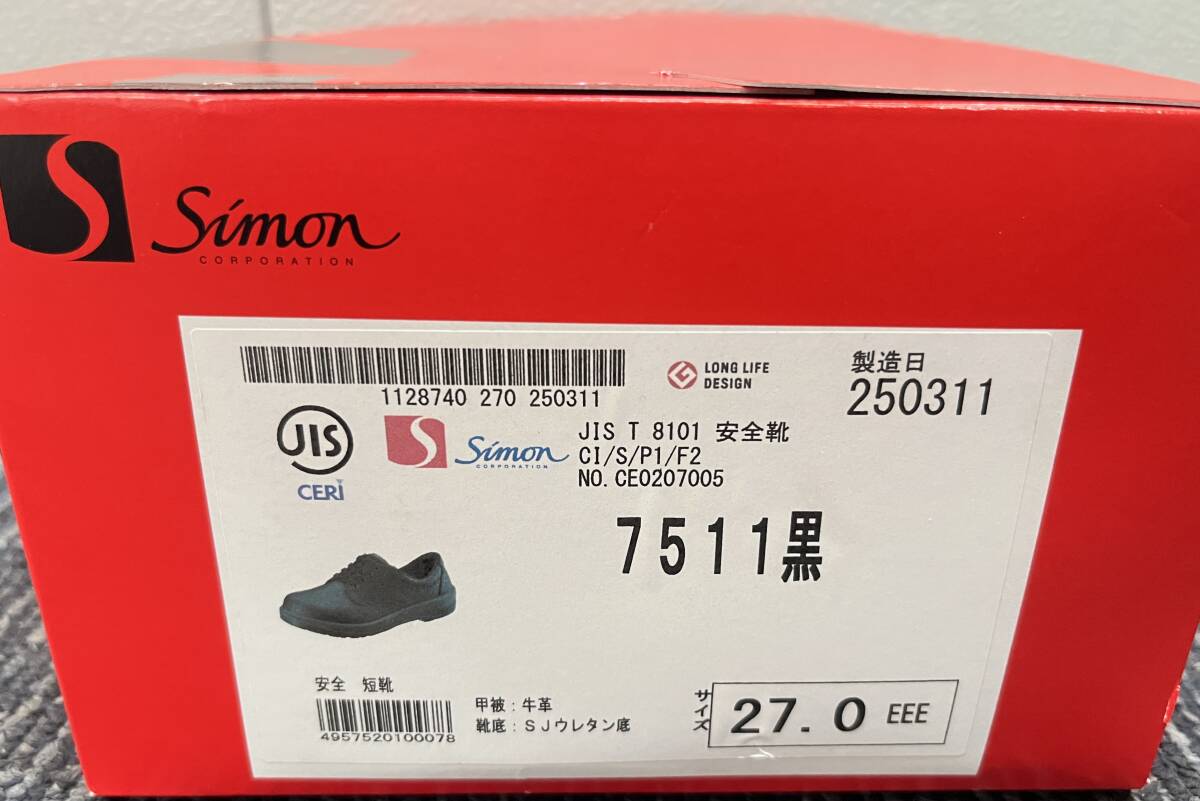 Simon
CORPORATION
1128740 270 250311
LONG LIFE
DESIGN
製造日
250311
JIS
CERI
Simon
CORPORATION
JIS T 8101 安全靴
CI/S/P1/F2
NO.CE0207005
7511黒
安全 短靴
4957520100078
甲被:牛革
靴底:SJウレタン底
サイズ
27.0 EEE